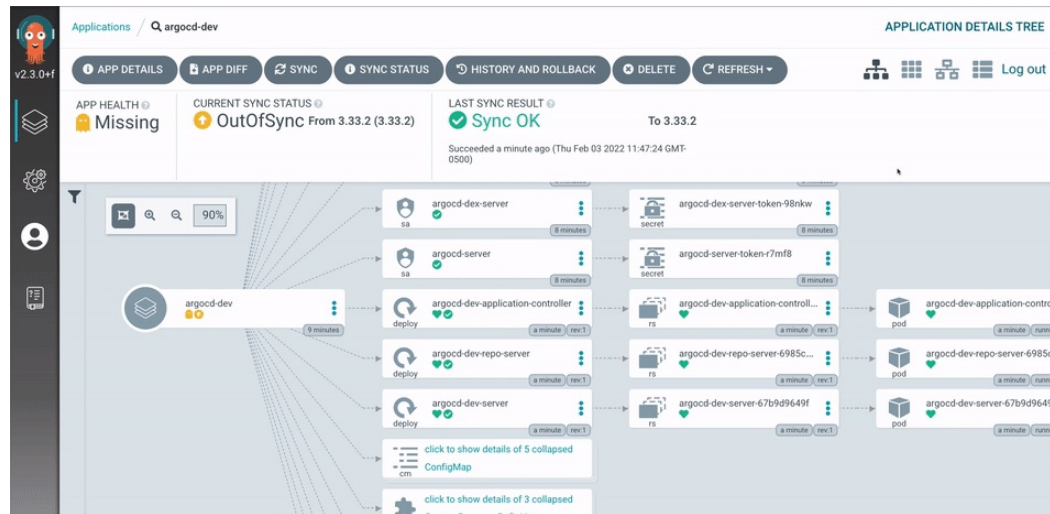 Applications / argocd-dev
APPLICATION DETAILS TREE
v2.3.0+f
APP DETAILS
APP DIFF
SYNC
SYNC STATUS
HISTORY AND ROLLBACK
DELETE
REFRESH
Log out
APP HEALTH
Missing
CURRENT SYNC STATUS
OutOfSync From 3.33.2 (3.33.2)
LAST SYNC RESULT
Sync OK To 3.33.2
Succeeded a minute ago (Thu Feb 03 2022 11:47:24 GMT-
0500)
90%
argocd-dex-server
sa
8 minutes
argocd-dex-server-token-98nkw
secret
8 minutes
argocd-server
sa
8 minutes
argocd-server-token-r7mf8
secret
8 minutes
argocd-dev
9 minutes
argocd-dev-application-controller
deploy
a minute rev:1
argocd-dev-application-controll...
rs
a minute rev:1
argocd-dev-application-contro
pod
a minute runn
argocd-dev-repo-server
deploy
a minute rev:1
argocd-dev-repo-server-6985c...
rs
a minute rev:1
argocd-dev-repo-server-6985
pod
a minute runn
argocd-dev-server
deploy
a minute rev:1
argocd-dev-server-67b9d9649f
rs
a minute rev:1
argocd-dev-server-67b9d9649
pod
a minute runn
click to show details of 5 collapsed
ConfigMap
cm
click to show details of 3 collapsed